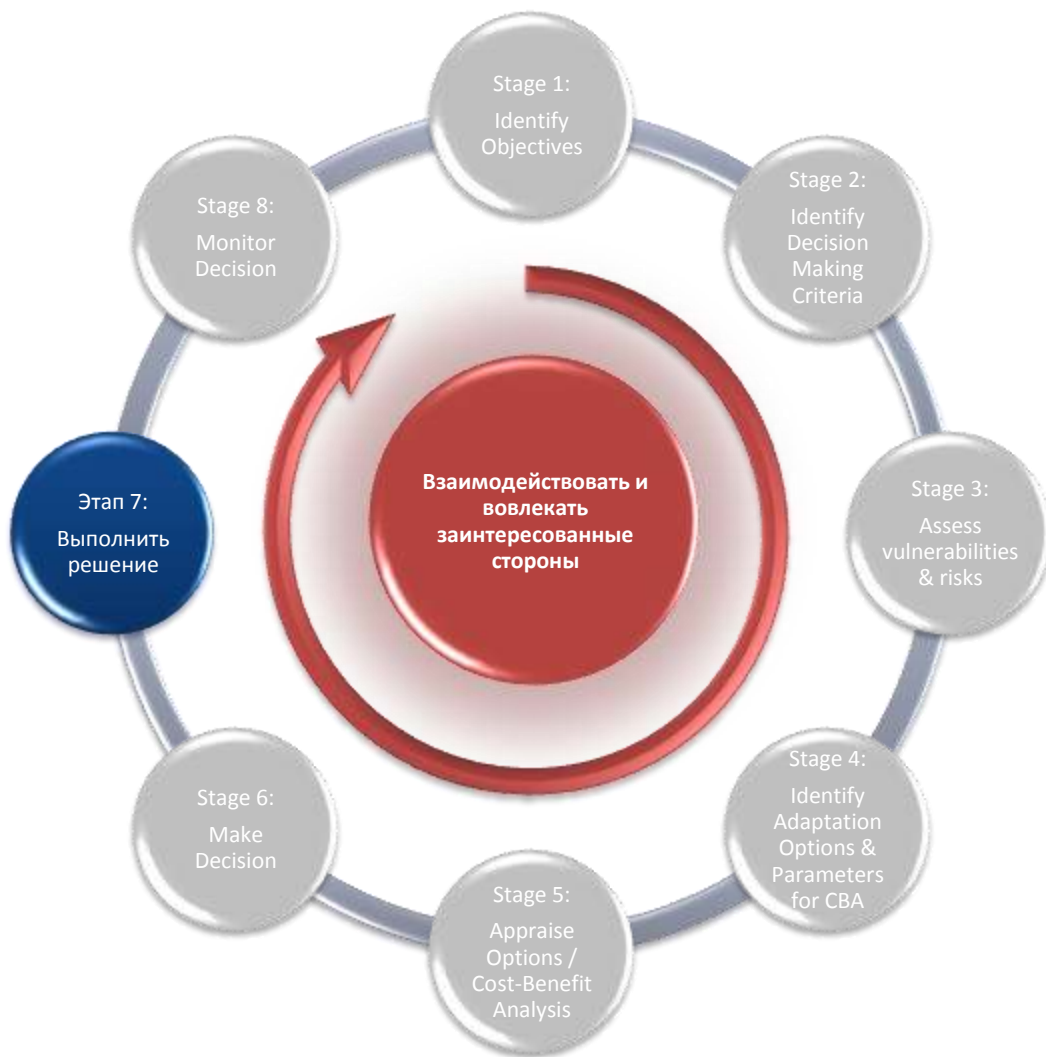 Stage 1:
Identify
Objectives
Stage 2:
Identify
Decision
Making
Criteria
Stage 3:
Assess
vulnerabilities
& risks
Stage 4:
Identify
Adaptation
Options &
Parameters
for CBA
Stage 5:
Appraise
Options /
Cost-Benefit
Analysis
Stage 6:
Make
Decision
Этап 7:
Выполнить
решение
Stage 8:
Monitor
Decision
Взаимодействовать и
вовлекать
заинтересованные
стороны